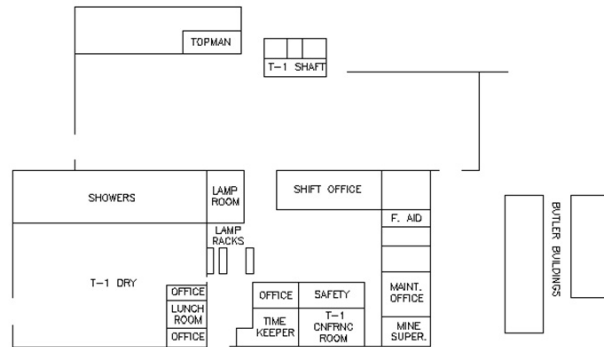 TOPMAN
T-1 SHAFT
SHOWERS
LAMP
ROOM
SHIFT OFFICE
F. AID
LAMP
RACKS
BUTLER BUILDINGS
T-1 DRY
OFFICE
LUNCH
ROOM
OFFICE
OFFICE
SAFETY
TIME
KEEPER
T-1
CNFRNC
ROOM
MAINT.
OFFICE
MINE
SUPER.